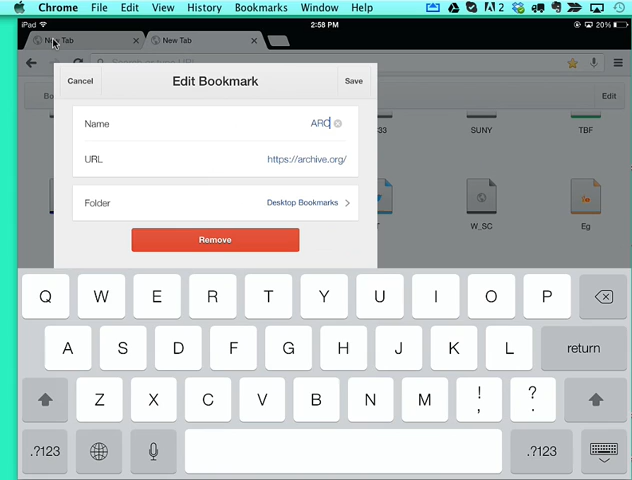 Chrome File Edit View History Bookmarks Window Help 2
iPad 2:58 PM 20%
New Tab New Tab
Cancel Edit Bookmark Save
Edit
Name ARC
URL https://archive.org/
Folder Desktop Bookmarks
Remove
33 SUNY TBF
W_SC Eg
Q W E R T Y U I O P
A S D F G H J K L return
Z X C V B N M ! , ? .
.?123 .?123